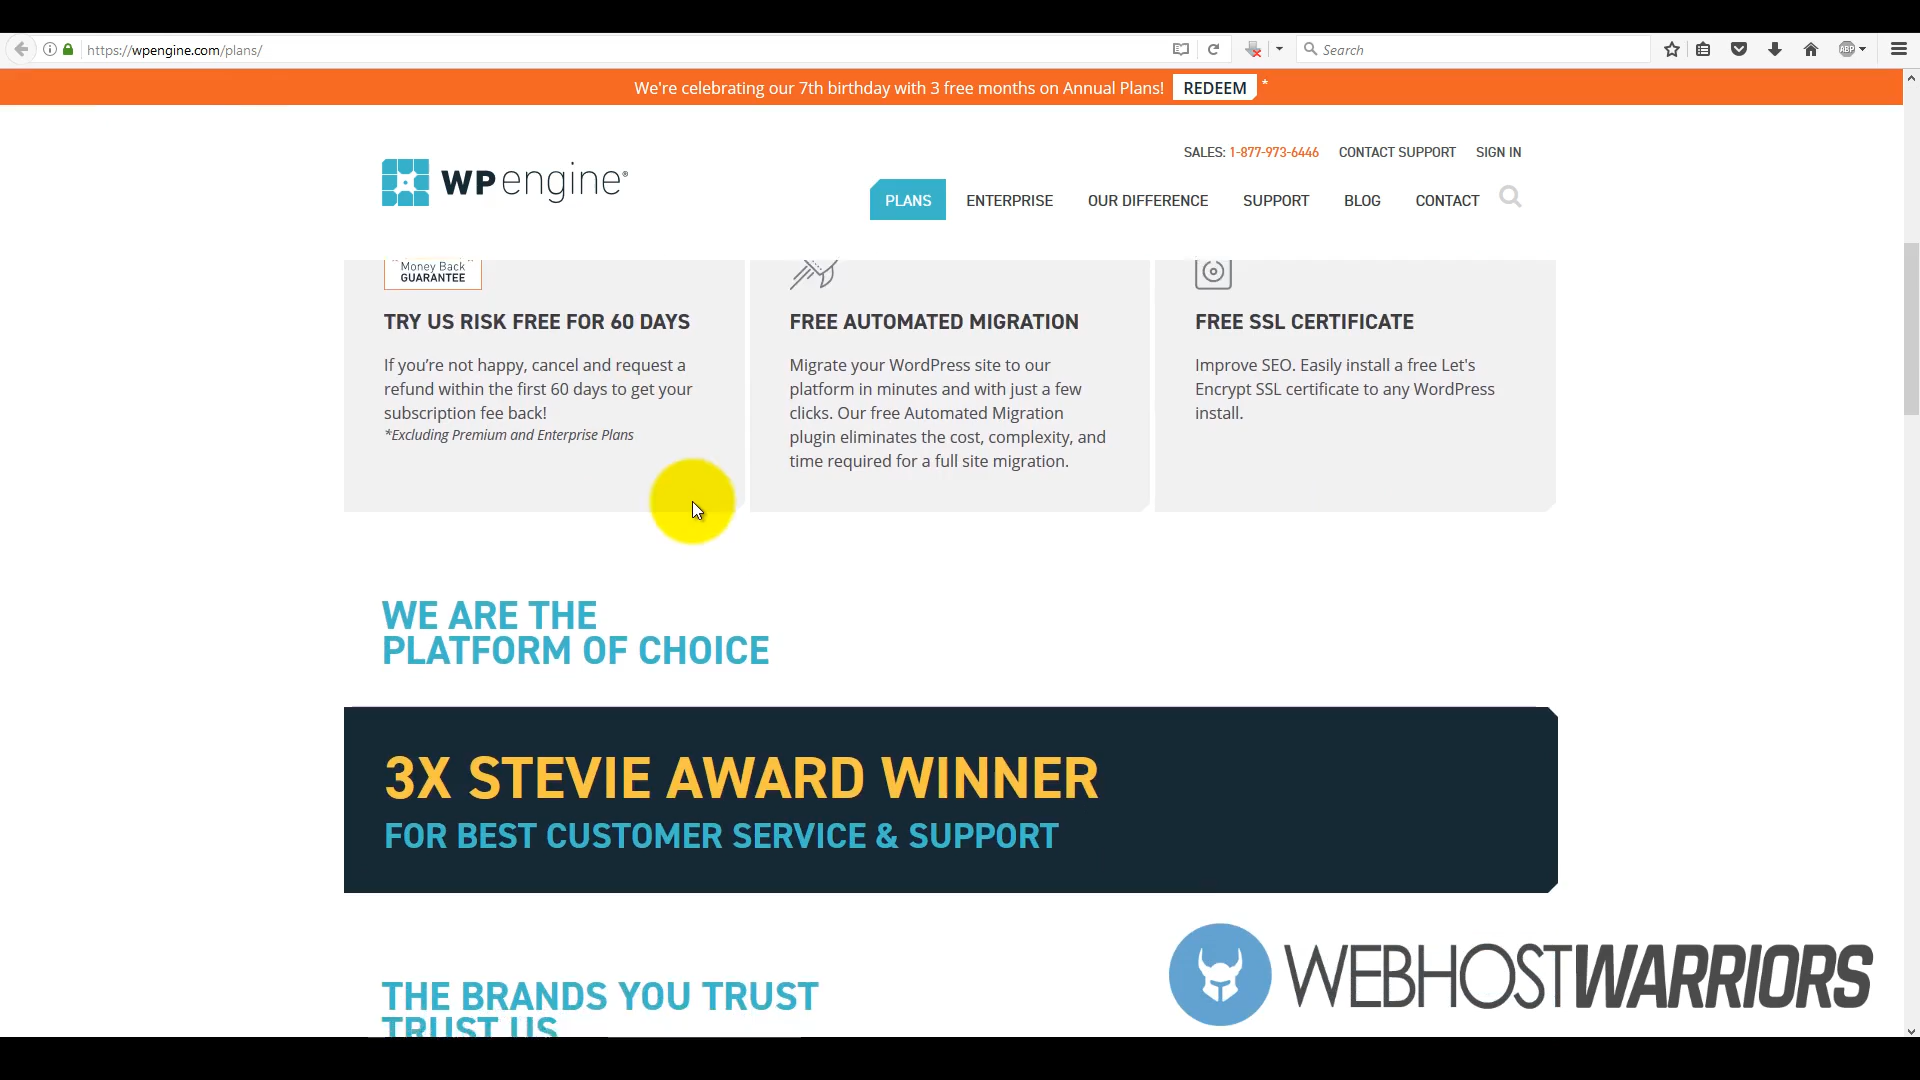 https://wpengine.com/plans/
Search
ABP
We're celebrating our 7th birthday with 3 free months on Annual Plans! REDEEM *
SALES: 1-877-973-6446 CONTACT SUPPORT SIGN IN
WPengine®
PLANS ENTERPRISE OUR DIFFERENCE SUPPORT BLOG CONTACT
Money Back
GUARANTEE
TRY US RISK FREE FOR 60 DAYS
If you’re not happy, cancel and request a
refund within the first 60 days to get your
subscription fee back!
*Excluding Premium and Enterprise Plans
FREE AUTOMATED MIGRATION
Migrate your WordPress site to our
platform in minutes and with just a few
clicks. Our free Automated Migration
plugin eliminates the cost, complexity, and
time required for a full site migration.
FREE SSL CERTIFICATE
Improve SEO. Easily install a free Let's
Encrypt SSL certificate to any WordPress
install.
WE ARE THE
PLATFORM OF CHOICE
3X STEVIE AWARD WINNER
FOR BEST CUSTOMER SERVICE & SUPPORT
THE BRANDS YOU TRUST
TRUST US
WEBHOSTWARRIORS